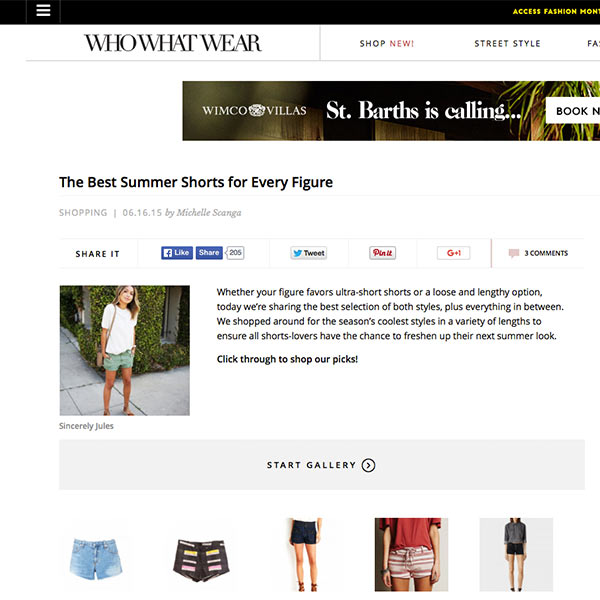 ACCESS FASHION MONT
WHO WHAT WEAR
SHOP NEW!
STREET STYLE
FA
WIMCO VILLAS
St. Barths is calling...
BOOK N
The Best Summer Shorts for Every Figure
SHOPPING | 06.16.15 by Michelle Scanga
SHARE IT
Like
Share
205
Tweet
Pin it
+1
3 COMMENTS
Whether your figure favors ultra-short shorts or a loose and lengthy option,
today we're sharing the best selection of both styles, plus everything in between.
We shopped around for the season's coolest styles in a variety of lengths to
ensure all shorts-lovers have the chance to freshen up their next summer look.
Click through to shop our picks!
Sincerely Jules
START GALLERY